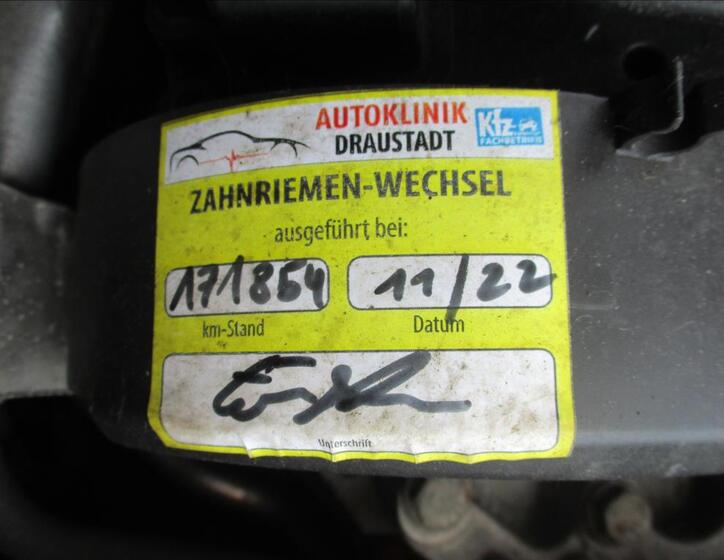 AUTOKLINIK
DRAUSTADT
Kfz
FACHBETRIEB
ZAHNRIEMEN-WECHSEL
ausgeführt bei:
171854 11/22
km-Stand Datum
Unterschrift